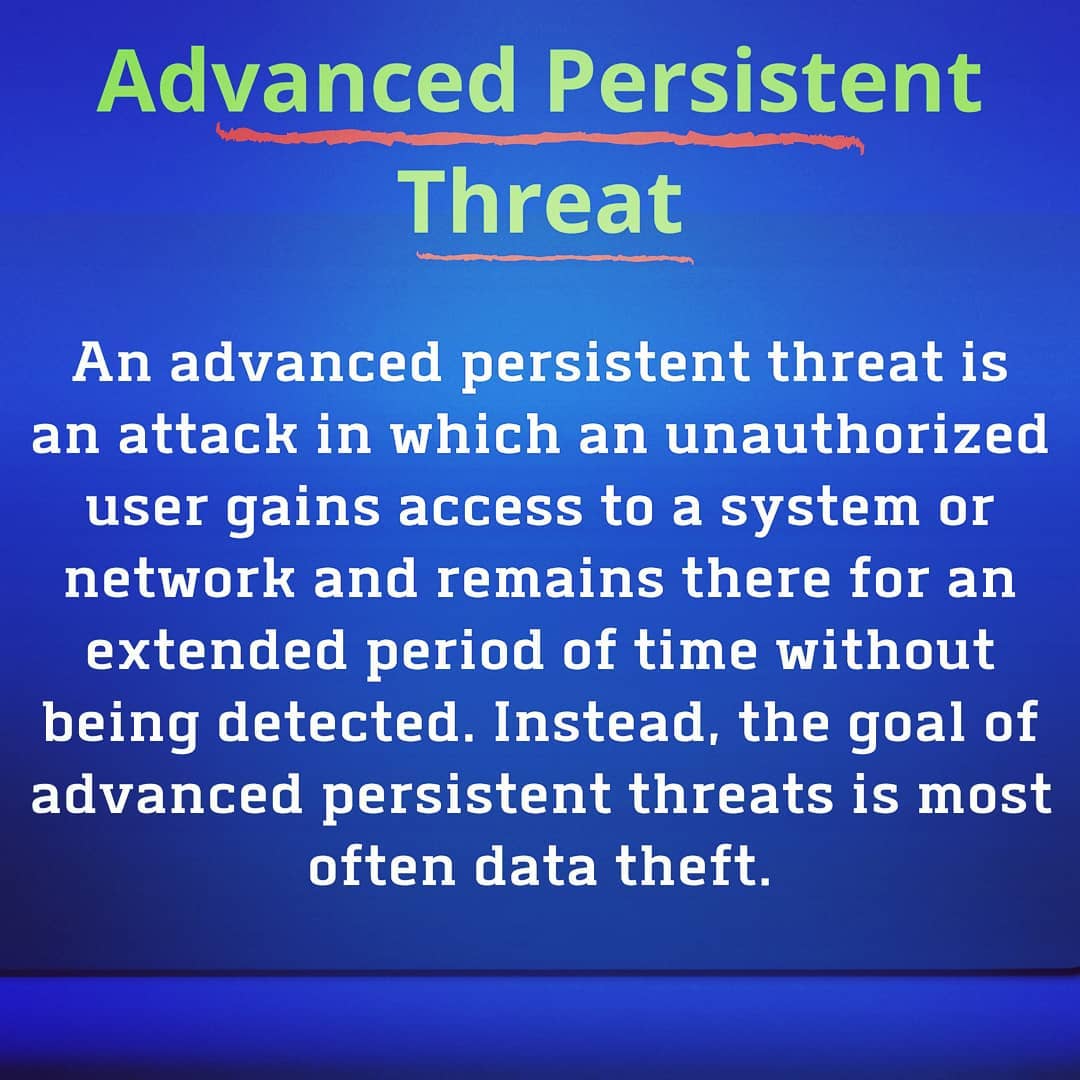 Advanced Persistent
Threat
An advanced persistent threat is
an attack in which an unauthorized
user gains access to a system or
network and remains there for an
extended period of time without
being detected. Instead, the goal of
advanced persistent threats is most
often data theft.